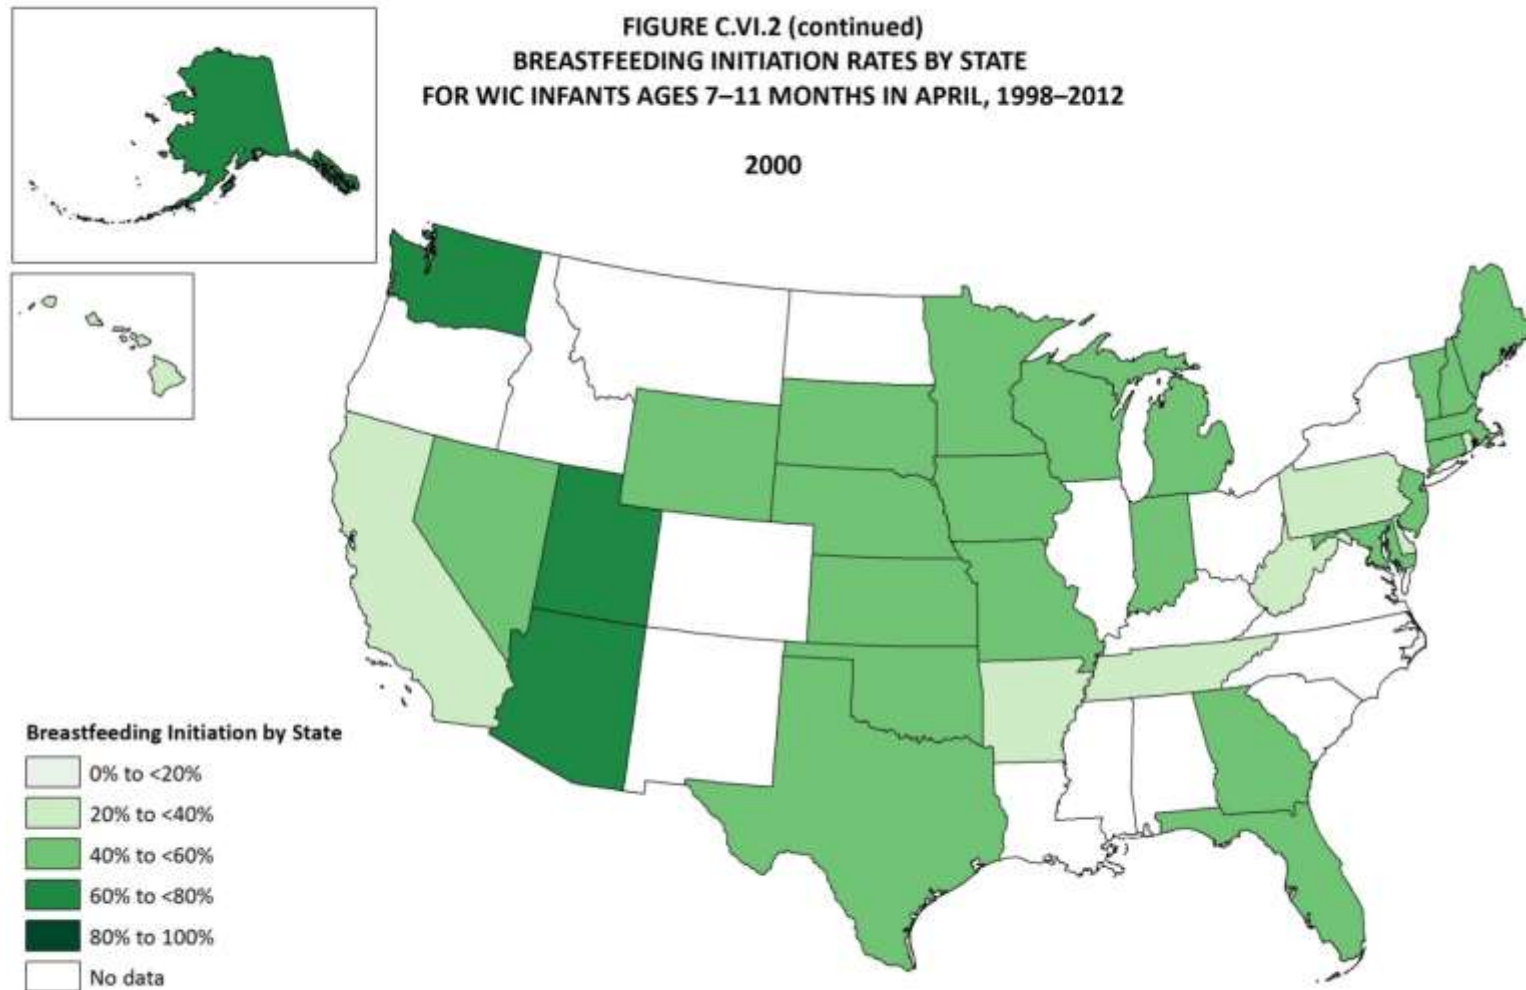 FIGURE C.VI.2 (continued)
BREASTFEEDING INITIATION RATES BY STATE
FOR WIC INFANTS AGES 7–11 MONTHS IN APRIL, 1998–2012
2000
Breastfeeding Initiation by State
0% to <20%
20% to <40%
40% to <60%
60% to <80%
80% to 100%
No data